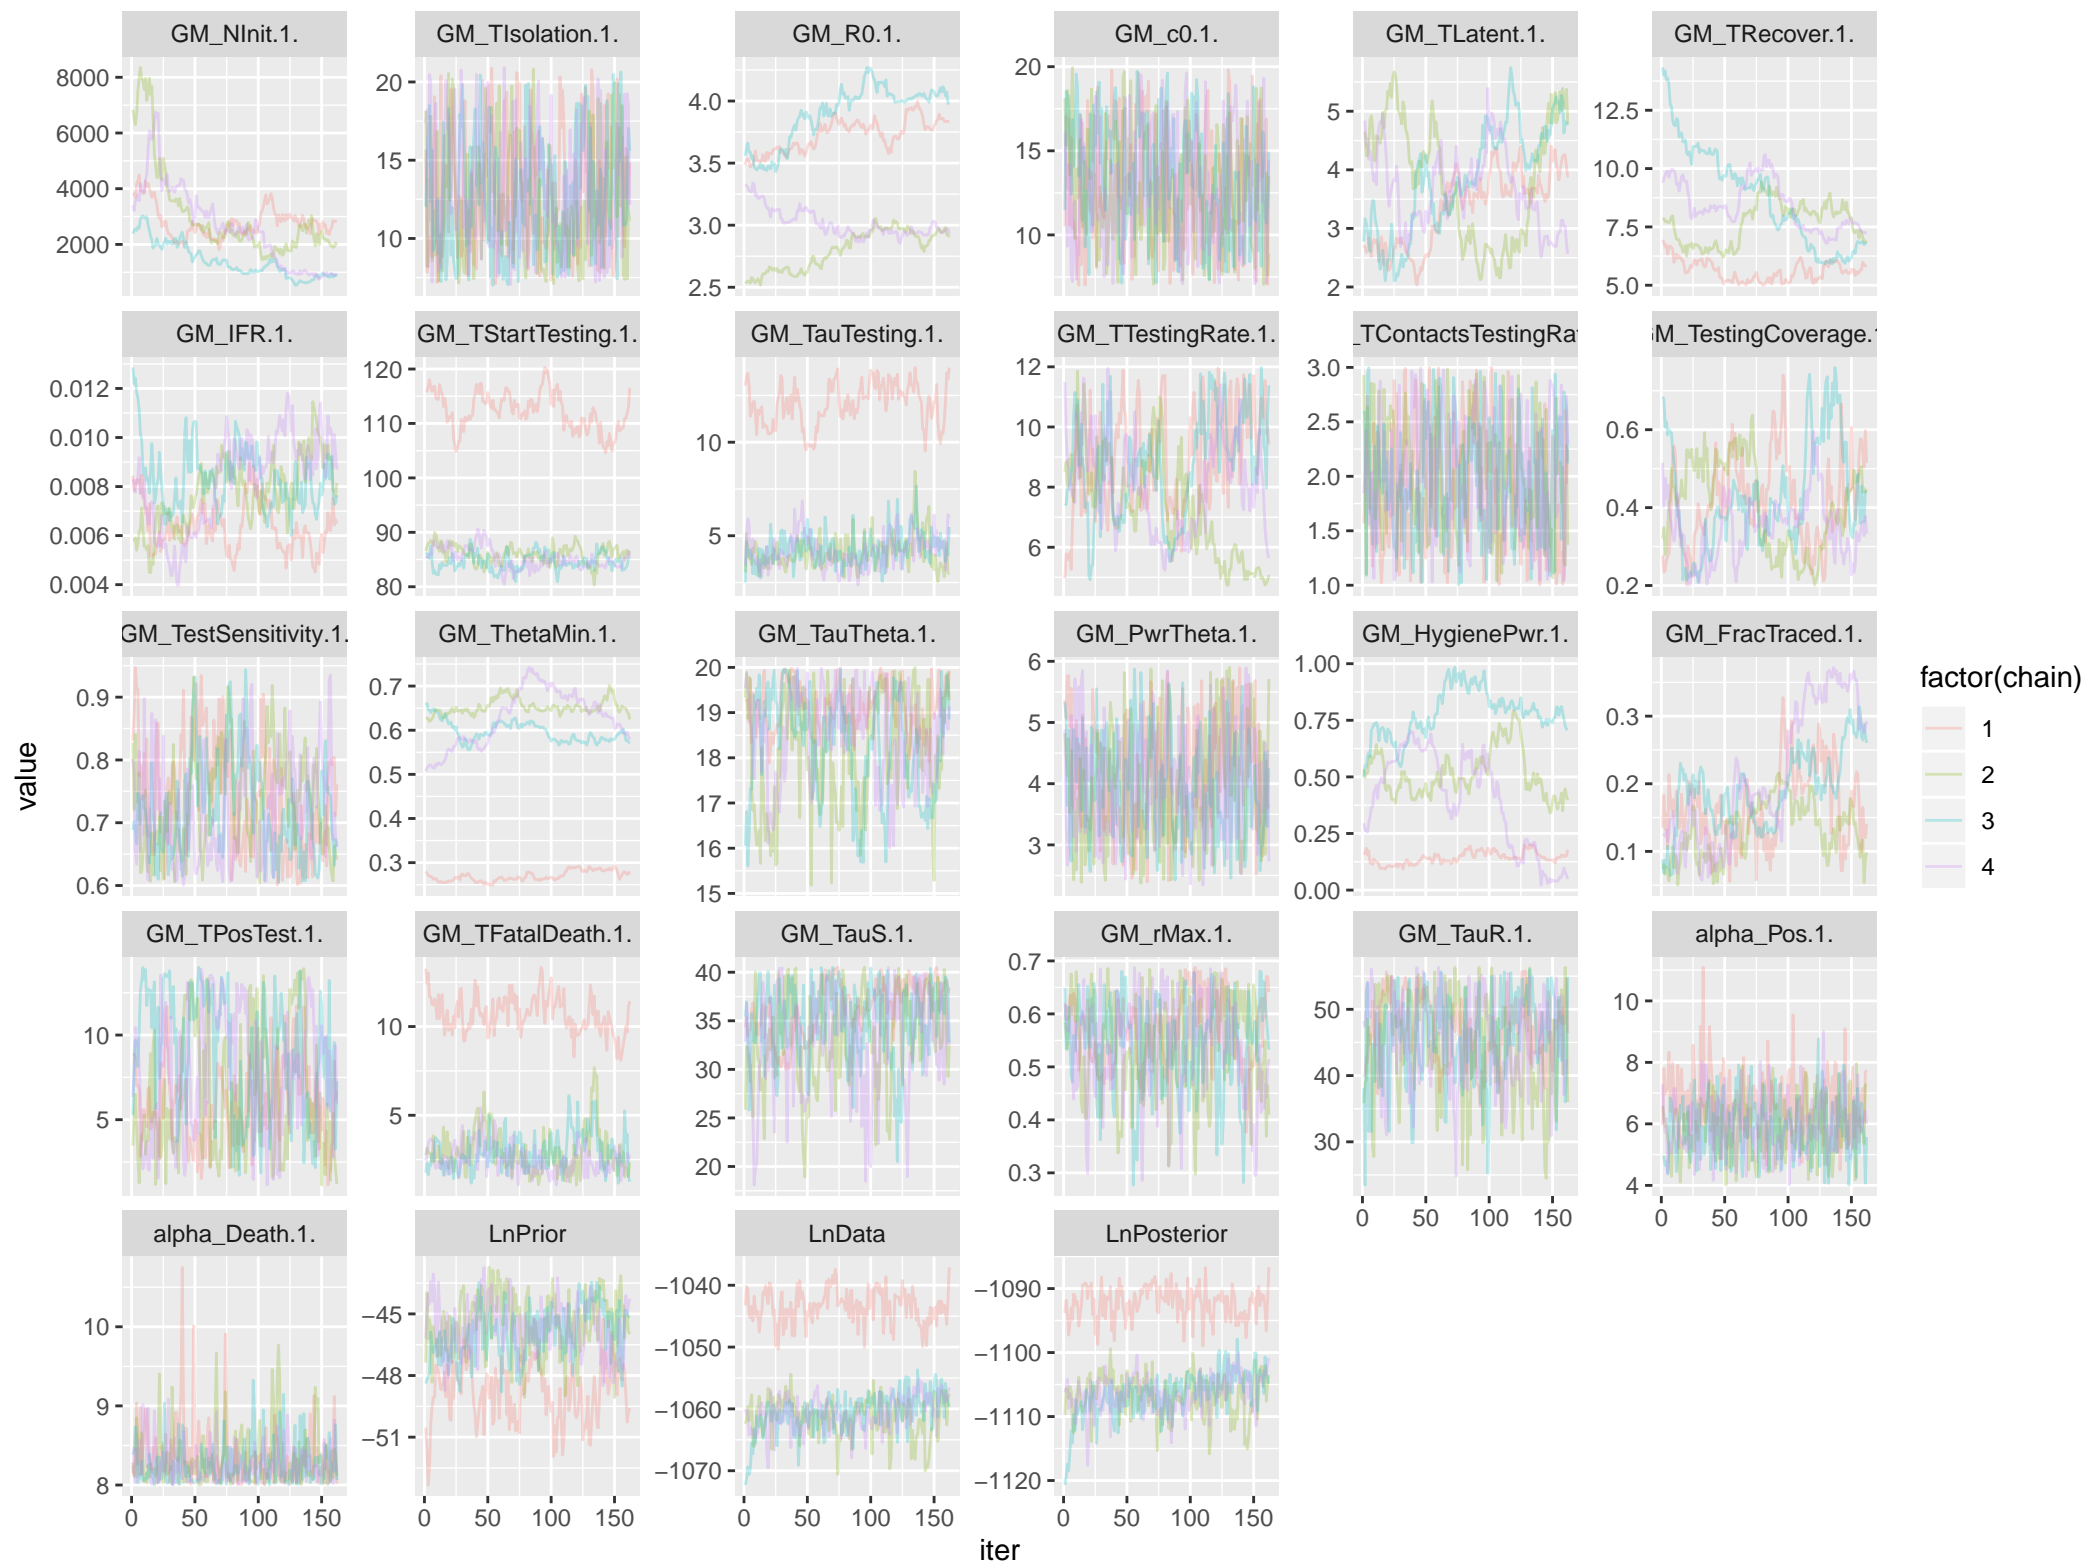 GM_NInit.1. GM_TIsolation.1. GM_R0.1. GM_c0.1. GM_TLatent.1. GM_TRecover.1.
8000 6000 4000 2000
20 15 10
4.0 3.5 3.0 2.5
20 15 10
5 4 3 2
12.5 10.0 7.5 5.0
GM_IFR.1. GM_TStartTesting.1. GM_TauTesting.1. GM_TTestingRate.1. _TContactsTestingRa GM_TestingCoverage.
0.012 0.010 0.008 0.006 0.004
120 110 100 90 80
10 5
12 10 8 6
3.0 2.5 2.0 1.5 1.0
0.6 0.4 0.2
GM_TestSensitivity.1. GM_ThetaMin.1. GM_TauTheta.1. GM_PwrTheta.1. GM_HygienePwr.1. GM_FracTraced.1.
0.9 0.8 0.7 0.6
0.7 0.6 0.5 0.4 0.3
20 19 18 17 16 15
6 5 4 3
1.00 0.75 0.50 0.25 0.00
0.3 0.2 0.1
GM_TPosTest.1. GM_TFatalDeath.1. GM_TauS.1. GM_rMax.1. GM_TauR.1. alpha_Pos.1.
10 5
10 5
40 35 30 25 20
0.7 0.6 0.5 0.4 0.3
50 40 30
10 8 6 4
0 50 100 150 0 50 100 150
alpha_Death.1. LnPrior LnData LnPosterior
10 9 8
−45 −48 −51
−1040 −1050 −1060 −1070
−1090 −1100 −1110 −1120
0 50 100 150 0 50 100 150 0 50 100 150 0 50 100 150
iter
value
factor(chain)
1
2
3
4